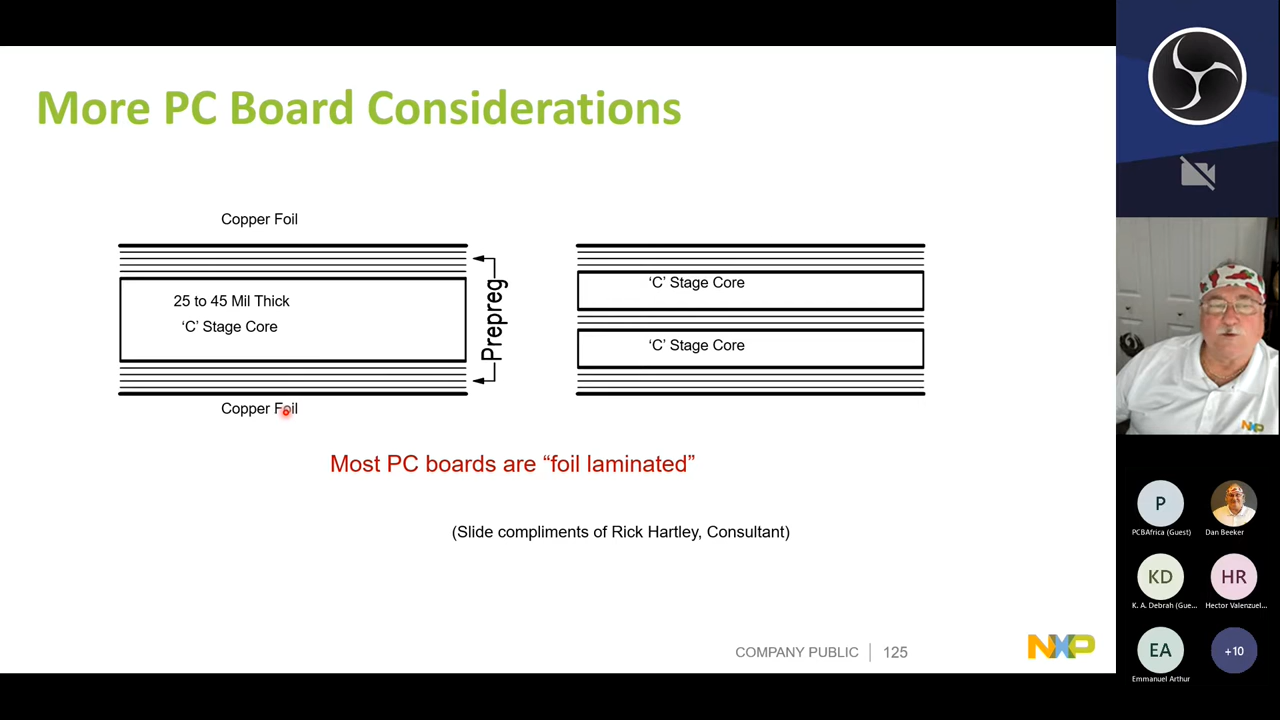 More PC Board Considerations
Copper Foil
25 to 45 Mil Thick
‘C’ Stage Core
Copper Foil
Prepreg
‘C’ Stage Core
‘C’ Stage Core
Most PC boards are “foil laminated”
(Slide compliments of Rick Hartley, Consultant)
COMPANY PUBLIC | 125
NXP
NXP
P
PCBAfrica (Guest)
Dan Beeker
KD
K. A. Debrah (Gue...
HR
Hector Valenzuel...
EA
Emmanuel Arthur
+10